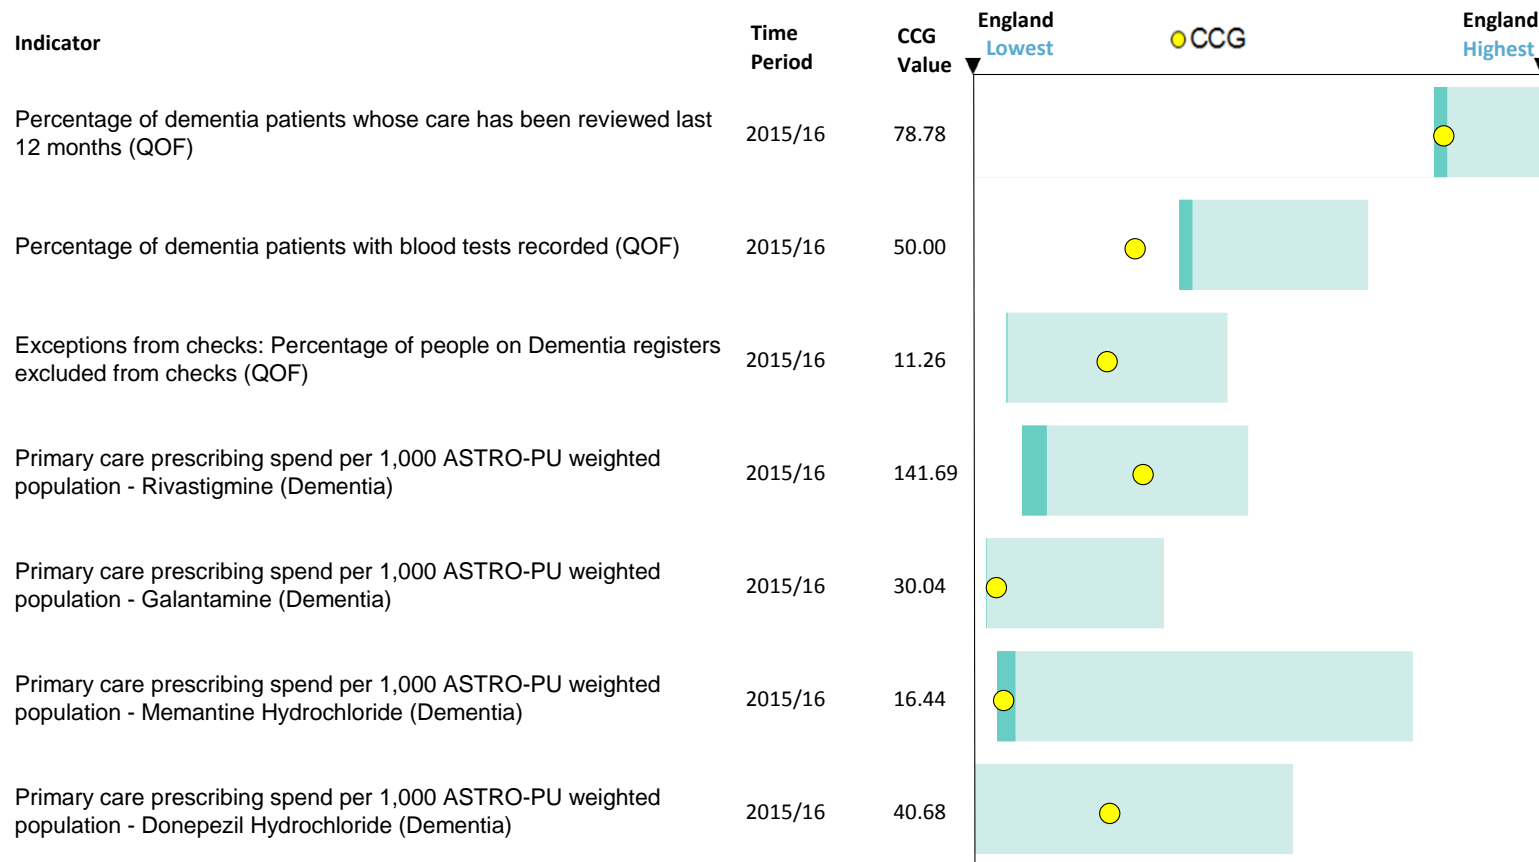 Indicator
Time
Period
CCG
Value
England
Lowest
CCG
England
Highest
Percentage of dementia patients whose care has been reviewed last
12 months (QOF)
2015/16
78.78
Percentage of dementia patients with blood tests recorded (QOF)
2015/16
50.00
Exceptions from checks: Percentage of people on Dementia registers
excluded from checks (QOF)
2015/16
11.26
Primary care prescribing spend per 1,000 ASTRO-PU weighted
population - Rivastigmine (Dementia)
2015/16
141.69
Primary care prescribing spend per 1,000 ASTRO-PU weighted
population - Galantamine (Dementia)
2015/16
30.04
Primary care prescribing spend per 1,000 ASTRO-PU weighted
population - Memantine Hydrochloride (Dementia)
2015/16
16.44
Primary care prescribing spend per 1,000 ASTRO-PU weighted
population - Donepezil Hydrochloride (Dementia)
2015/16
40.68